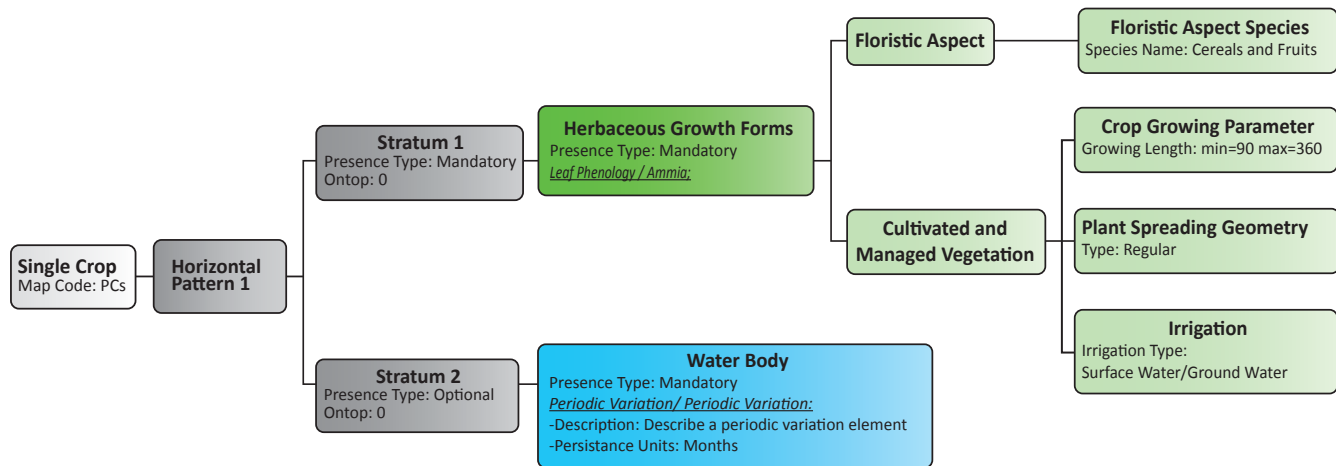 Single Crop
Map Code: PCs
Horizontal
Pattern 1
Stratum 1
Presence Type: Mandatory
Ontop: 0
Herbaceous Growth Forms
Presence Type: Mandatory
Leaf Phenology / Ammia;
Floristic Aspect
Floristic Aspect Species
Species Name: Cereals and Fruits
Cultivated and
Managed Vegetation
Crop Growing Parameter
Growing Length: min=90 max=360
Plant Spreading Geometry
Type: Regular
Irrigation
Irrigation Type:
Surface Water/Ground Water
Stratum 2
Presence Type: Optional
Ontop: 0
Water Body
Presence Type: Mandatory
Periodic Variation/ Periodic Variation:
-Description: Describe a periodic variation element
-Persistance Units: Months